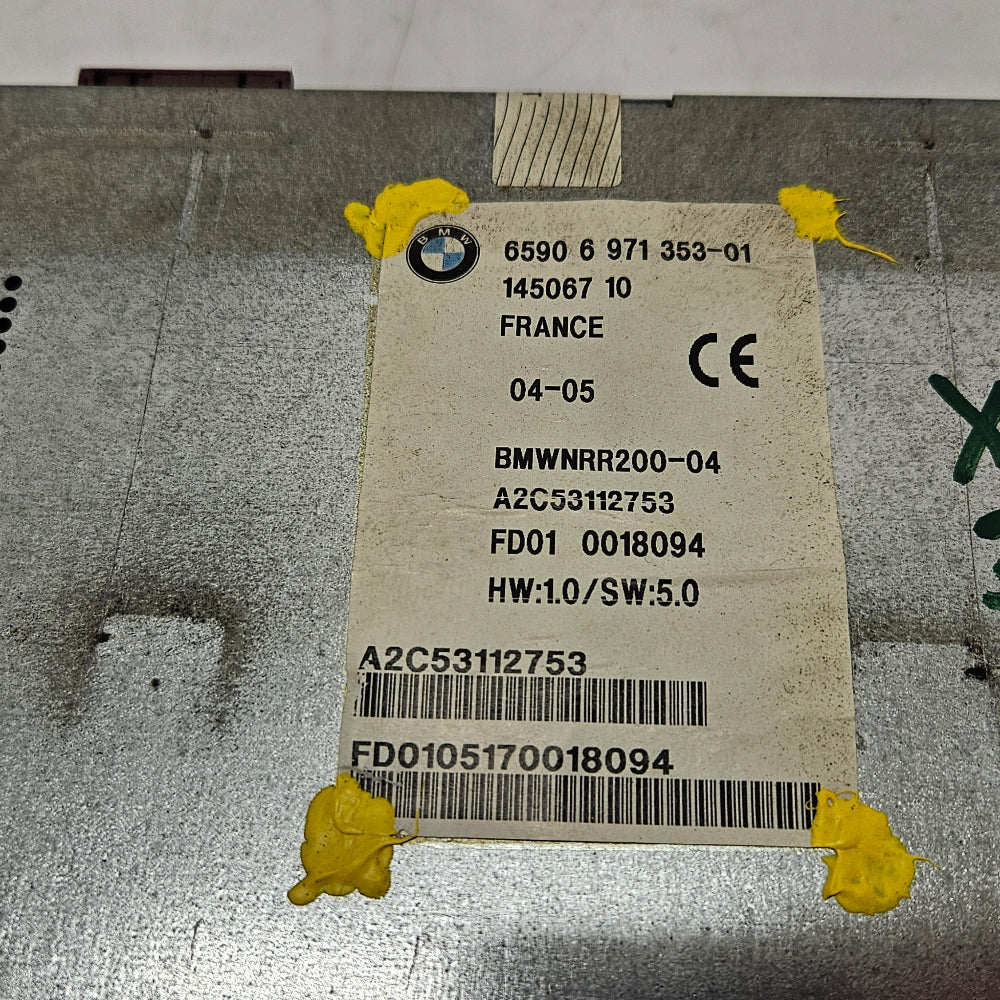 BMW
6590 6 971 353-01
145067 10
FRANCE
CE
04-05
BMWNRR200-04
A2C53112753
FD01 0018094
HW:1.0/SW:5.0
A2C53112753
FD0105170018094
X